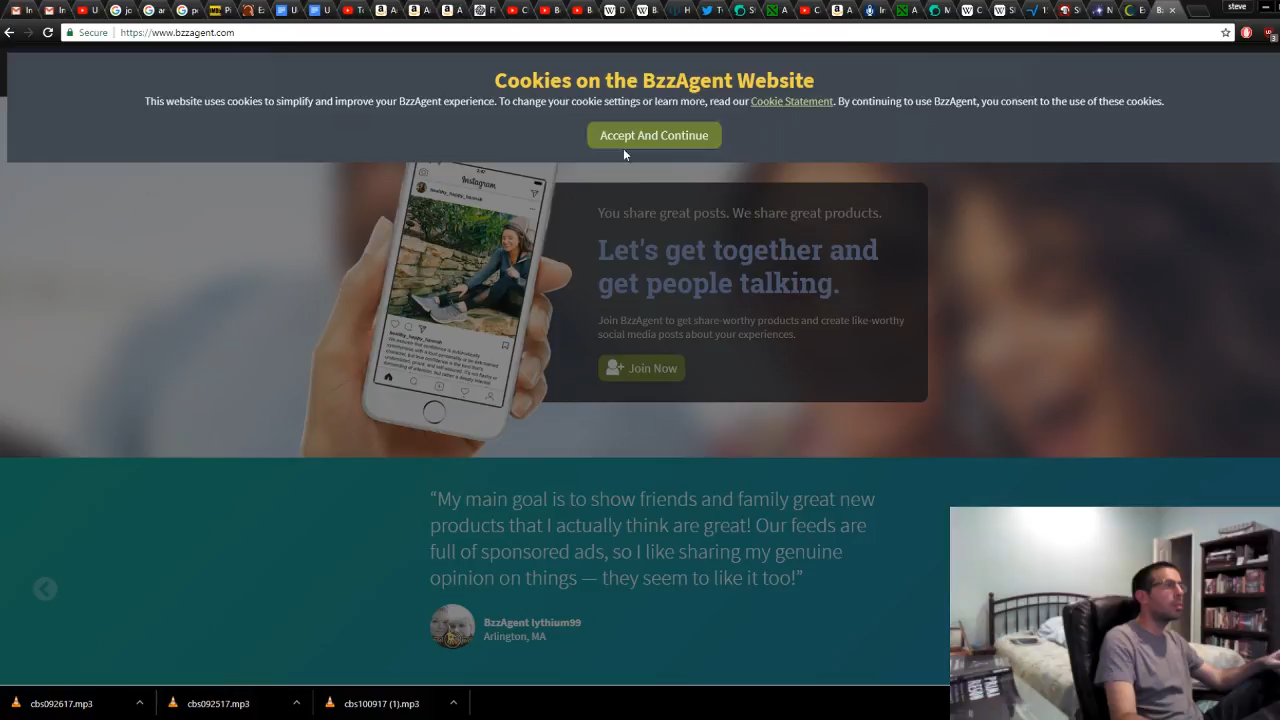 steve
Secure
https://www.bzzagent.com
Cookies on the BzzAgent Website
This website uses cookies to simplify and improve your BzzAgent experience. To change your cookie settings or learn more, read our Cookie Statement. By continuing to use BzzAgent, you consent to the use of these cookies.
Accept And Continue
Instagram
You share great posts. We share great products.
Let's get together and
get people talking.
Join BzzAgent to get share-worthy products and create like-worthy
social media posts about your experiences.
Join Now
“My main goal is to show friends and family great new
products that I actually think are great! Our feeds are
full of sponsored ads, so I like sharing my genuine
opinion on things — they seem to like it too!”
BzzAgent lythium99
Arlington, MA
cbs092617.mp3
cbs092517.mp3
cbs100917 (1).mp3